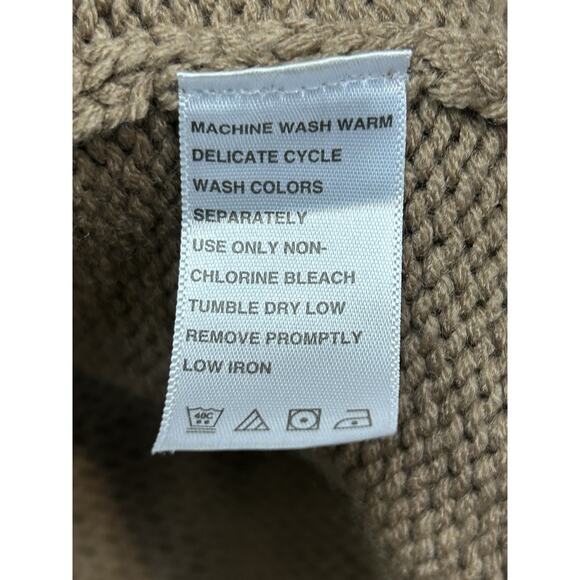 MACHINE WASH WARM
DELICATE CYCLE
WASH COLORS
SEPARATELY
USE ONLY NON-
CHLORINE BLEACH
TUMBLE DRY LOW
REMOVE PROMPTLY
LOW IRON
40C